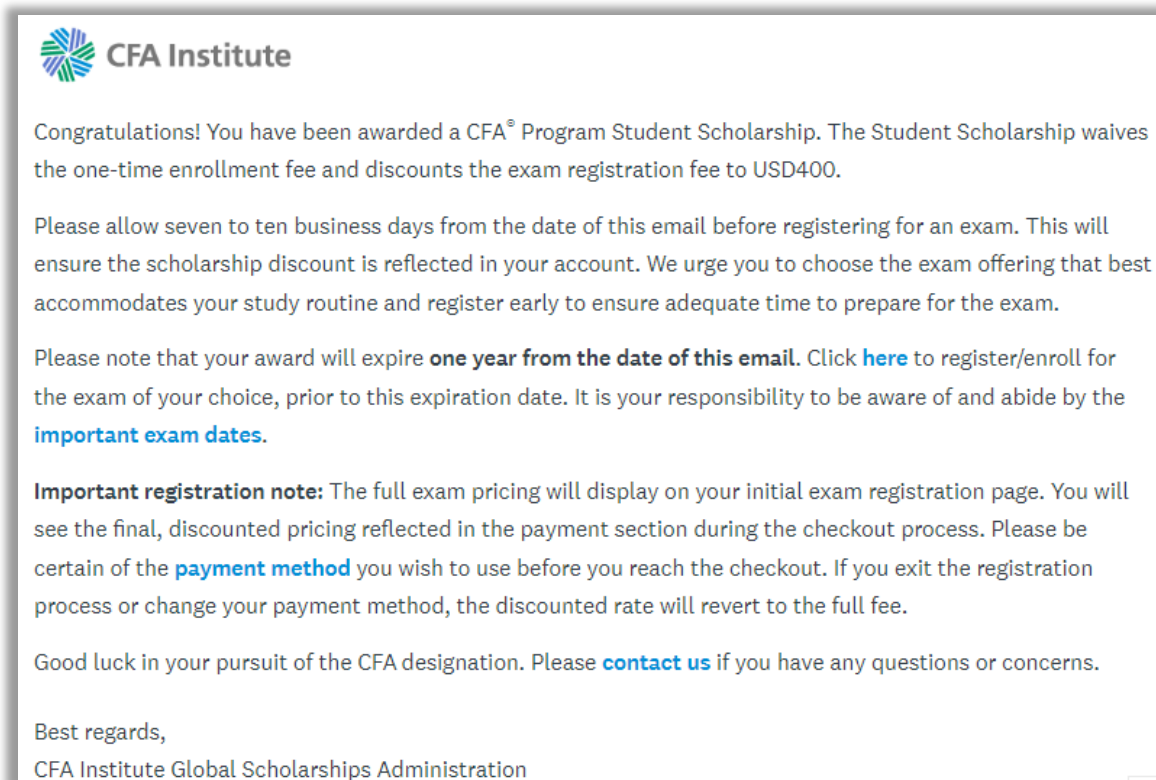 CFA Institute
Congratulations! You have been awarded a CFA® Program Student Scholarship. The Student Scholarship waives
the one-time enrollment fee and discounts the exam registration fee to USD400.
Please allow seven to ten business days from the date of this email before registering for an exam. This will
ensure the scholarship discount is reflected in your account. We urge you to choose the exam offering that best
accommodates your study routine and register early to ensure adequate time to prepare for the exam.
Please note that your award will expire one year from the date of this email. Click here to register/enroll for
the exam of your choice, prior to this expiration date. It is your responsibility to be aware of and abide by the
important exam dates.
Important registration note: The full exam pricing will display on your initial exam registration page. You will
see the final, discounted pricing reflected in the payment section during the checkout process. Please be
certain of the payment method you wish to use before you reach the checkout. If you exit the registration
process or change your payment method, the discounted rate will revert to the full fee.
Good luck in your pursuit of the CFA designation. Please contact us if you have any questions or concerns.
Best regards,
CFA Institute Global Scholarships Administration